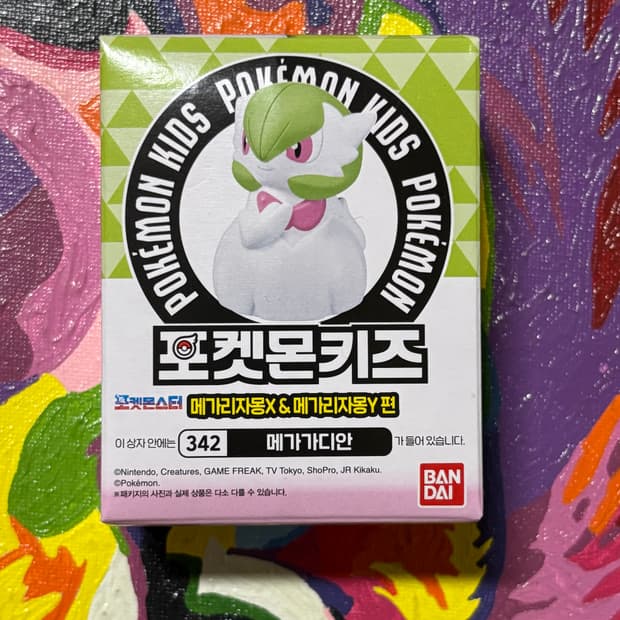 POKÉMON KIDS POKÉMON KIDS POKÉMON
포켓몬키즈
포켓몬스터 메가리자몽X & 메가리자몽Y 편
이 상자 안에는 342 메가가디안 가 들어 있습니다.
©Nintendo, Creatures, GAME FREAK, TV Tokyo, ShoPro, JR Kikaku.
©Pokémon.
※패키지의 사진과 실제 상품은 다소 다를 수 있습니다.
BAN
DAI